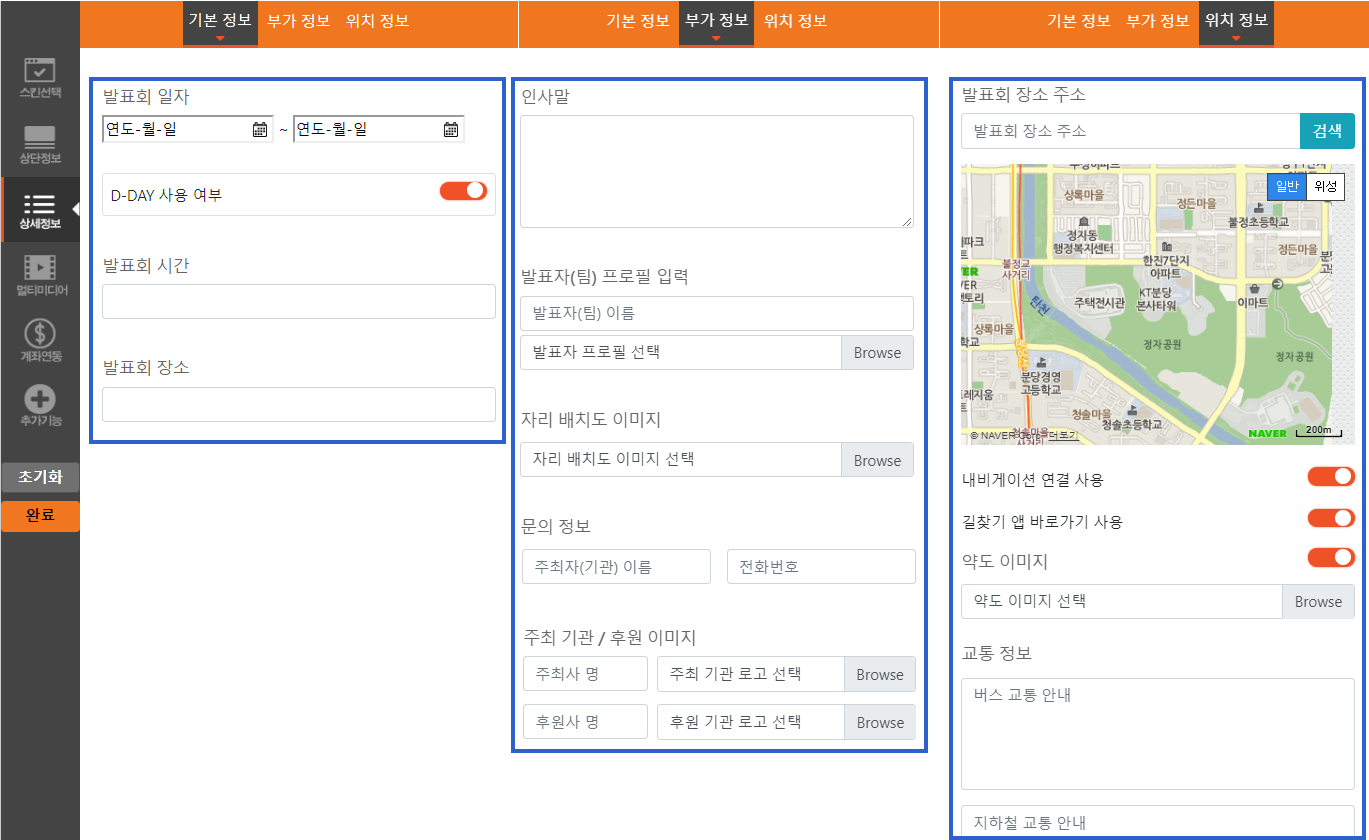 기본 정보 부가 정보 위치 정보
기본 정보 부가 정보 위치 정보
기본 정보 부가 정보 위치 정보
스킨선택
상단정보
상세정보
멀티미디어
계좌연동
추가기능
초기화
완료
발표회 일자
연도-월-일 ~ 연도-월-일
D-DAY 사용 여부
발표회 시간
발표회 장소
인사말
발표자(팀) 프로필 입력
발표자(팀) 이름
발표자 프로필 선택 Browse
자리 배치도 이미지
자리 배치도 이미지 선택 Browse
문의 정보
주최자(기관) 이름 전화번호
주최 기관 / 후원 이미지
주최사 명 주최 기관 로고 선택 Browse
후원사 명 후원 기관 로고 선택 Browse
발표회 장소 주소
발표회 장소 주소 검색
일반 위성
상록마을
정든마을
불정초등학교
정자동
행정복지센터
정든마을
한진7단지
아파트
불정교
사거리
이마트
주택전시관
KT분당
본사타워
탄천
상록마을
정자공원
정자공원
분당경영
고등학교
청솔마을
청솔초등학교
청솔마을
사거리
© NAVER Corp. 더보기
NAVER 200m
내비게이션 연결 사용
길찾기 앱 바로가기 사용
약도 이미지
약도 이미지 선택 Browse
교통 정보
버스 교통 안내
지하철 교통 안내